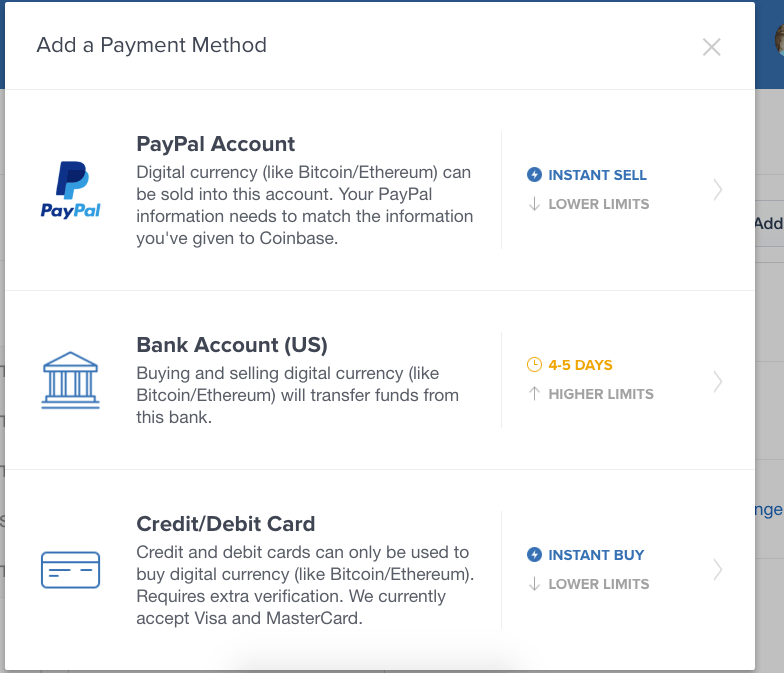 Add a Payment Method
PayPal Account
Digital currency (like Bitcoin/Ethereum) can
be sold into this account. Your PayPal
information needs to match the information
you've given to Coinbase.
PayPal
INSTANT SELL
LOWER LIMITS
Add
Bank Account (US)
Buying and selling digital currency (like
Bitcoin/Ethereum) will transfer funds from
this bank.
4-5 DAYS
HIGHER LIMITS
Credit/Debit Card
Credit and debit cards can only be used to
buy digital currency (like Bitcoin/Ethereum).
Requires extra verification. We currently
accept Visa and MasterCard.
INSTANT BUY
LOWER LIMITS